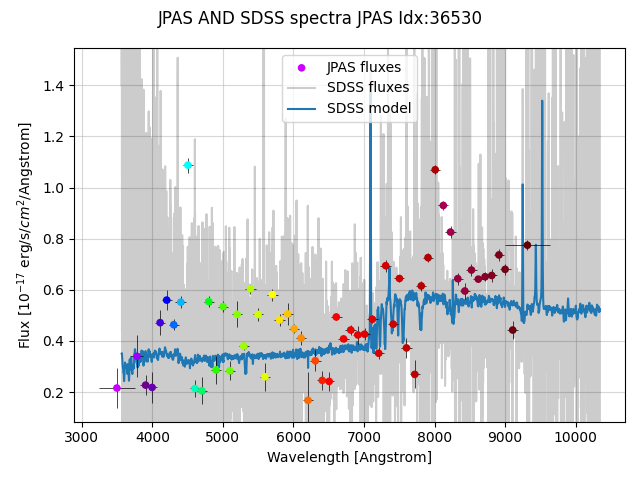 JPAS AND SDSS spectra JPAS Idx:36530
JPAS fluxes
SDSS fluxes
SDSS model
Flux [10⁻¹⁷ erg/s/cm²/Angstrom]
1.4
1.2
1.0
0.8
0.6
0.4
0.2
3000 4000 5000 6000 7000 8000 9000 10000
Wavelength [Angstrom]